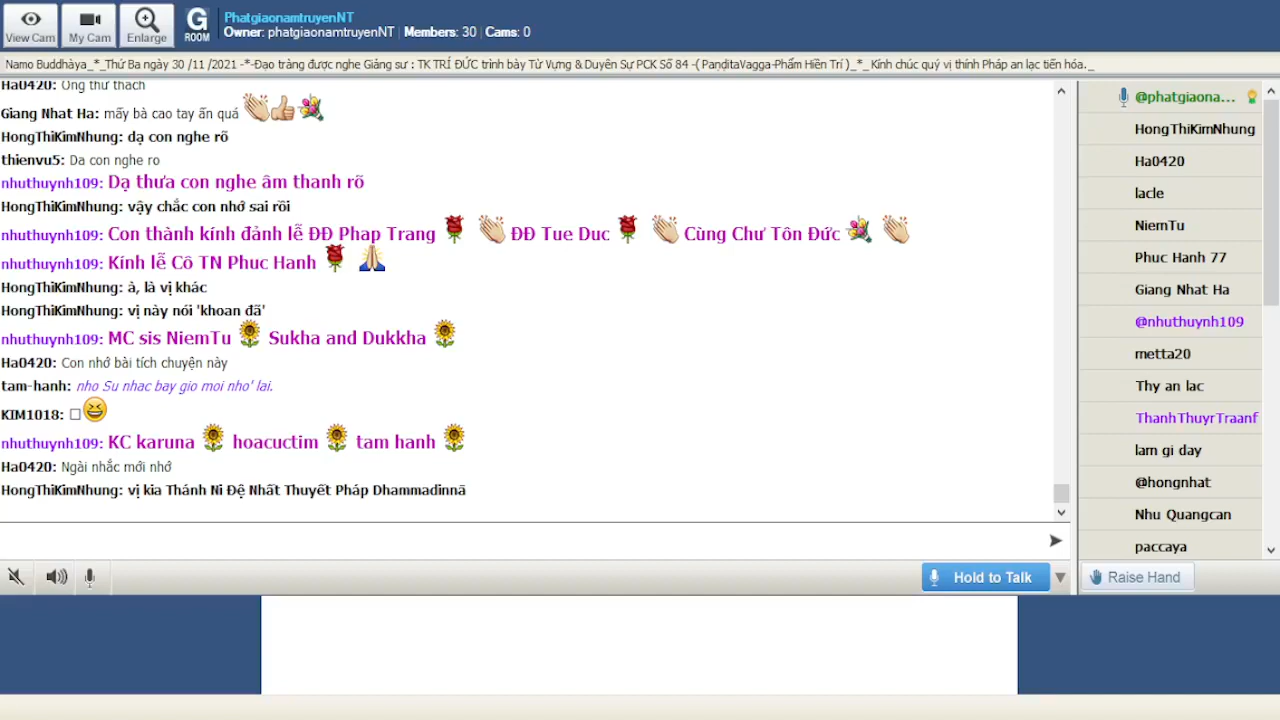 View Cam
My Cam
Enlarge
G
ROOM
PhatgiaonamtruyenNT
Owner: phatgiaonamtruyenNT | Members: 30 | Cams: 0
Namo Buddhàya_*_Thứ Ba ngày 30 /11 /2021 -*-Đạo tràng được nghe Giảng sư : TK TRÍ ĐỨC trình bày Từ Vựng & Duyên Sự PCK Số 84 -( PaṇḍitaVagga-Phẩm Hiền Trí )_*_ Kính chúc quý vị thính Pháp an lạc tiến hóa._
Ha0420: Ông thử thách
Giang Nhat Ha: mấy bà cao tay ấn quá
HongThiKimNhung: dạ con nghe rõ
thienvu5: Da con nghe ro
nhuthuynh109: Dạ thưa con nghe âm thanh rõ
HongThiKimNhung: vậy chắc con nhớ sai rồi
nhuthuynh109: Con thành kính đảnh lễ ĐĐ Phap Trang ĐĐ Tue Duc Cùng Chư Tôn Đức
nhuthuynh109: Kính lễ Cô TN Phuc Hanh
HongThiKimNhung: à, là vị khác
HongThiKimNhung: vị này nói 'khoan đã'
nhuthuynh109: MC sis NiemTu Sukha and Dukkha
Ha0420: Con nhớ bài tích chuyện này
tam-hanh: nho Su nhac bay gio moi nho' lai.
KIM1018:
nhuthuynh109: KC karuna hoacuctim tam hanh
Ha0420: Ngài nhắc mới nhớ
HongThiKimNhung: vị kia Thánh Ni Đệ Nhất Thuyết Pháp Dhammadinnā
@phatgiaona...
HongThiKimNhung
Ha0420
lacle
NiemTu
Phuc Hanh 77
Giang Nhat Ha
@nhuthuynh109
metta20
Thy an lac
ThanhThuyrTraanf
lam gi day
@hongnhat
Nhu Quangcan
paccaya
Hold to Talk
Raise Hand